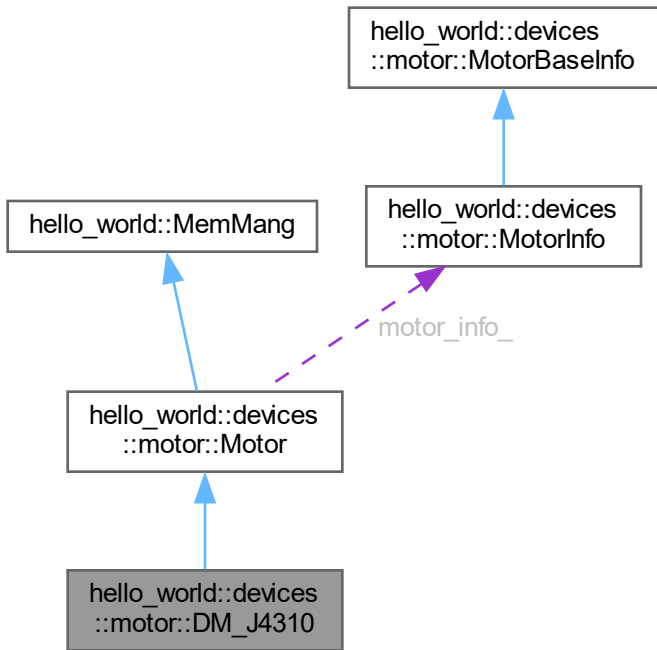 hello_world::devices
::motor::MotorBaseInfo
hello_world::MemMang
hello_world::devices
::motor::MotorInfo
motor_info_
hello_world::devices
::motor::Motor
hello_world::devices
::motor::DM_J4310